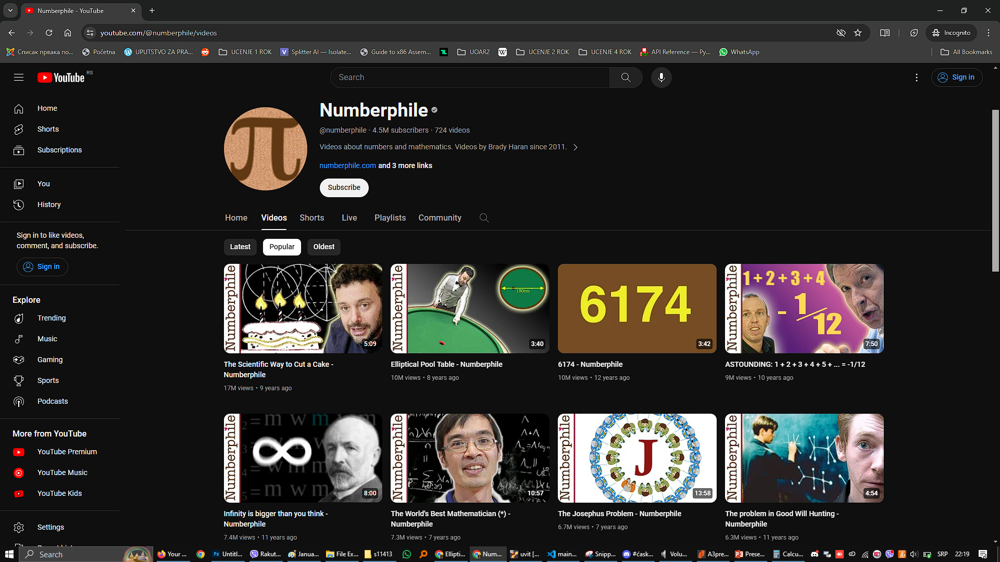 Numberphile - YouTube
youtube.com/@numberphile/videos
Incognito
Списак првака по...
Početna
UPUTSTVO ZA PRA...
UCENJE 1 ROK
Splitter AI — Isolate...
Guide to x86 Assem...
UOAR2
UCENJE 2 ROK
UCENJE 4 ROK
API Reference — Py...
WhatsApp
All Bookmarks
YouTube RS
Search
Sign in
Home
Shorts
Subscriptions
You
History
Sign in to like videos,
comment, and subscribe.
Sign in
Explore
Trending
Music
Gaming
Sports
Podcasts
More from YouTube
YouTube Premium
YouTube Music
YouTube Kids
Settings
π
Numberphile
@numberphile · 4.5M subscribers · 724 videos
Videos about numbers and mathematics. Videos by Brady Haran since 2011.
numberphile.com and 3 more links
Subscribe
Home Videos Shorts Live Playlists Community
Latest Popular Oldest
Numberphile
5:09
The Scientific Way to Cut a Cake -
Numberphile
17M views • 9 years ago
Numberphile
130cm
3:40
Elliptical Pool Table - Numberphile
10M views • 8 years ago
6174
3:42
6174 - Numberphile
10M views • 12 years ago
Numberphile
1 + 2 + 3 + 4
- 1/12
7:50
ASTOUNDING: 1 + 2 + 3 + 4 + 5 + ... = -1/12
9M views • 10 years ago
Numberphile
∞
8:00
Infinity is bigger than you think -
Numberphile
7.4M views • 11 years ago
Numberphile
10:57
The World's Best Mathematician (*) -
Numberphile
7.3M views • 7 years ago
Numberphile
J
13:58
The Josephus Problem - Numberphile
6.7M views • 7 years ago
Numberphile
4:54
The problem in Good Will Hunting -
Numberphile
6.3M views • 11 years ago
Search
Your ...
Untitl...
Rakut...
Janua...
File Ex...
s11413
Ellipti...
Num...
uvit [...
main...
Snipp...
#ćask...
Volu...
A3pre...
Prese...
Calcu...
SRP
22:19